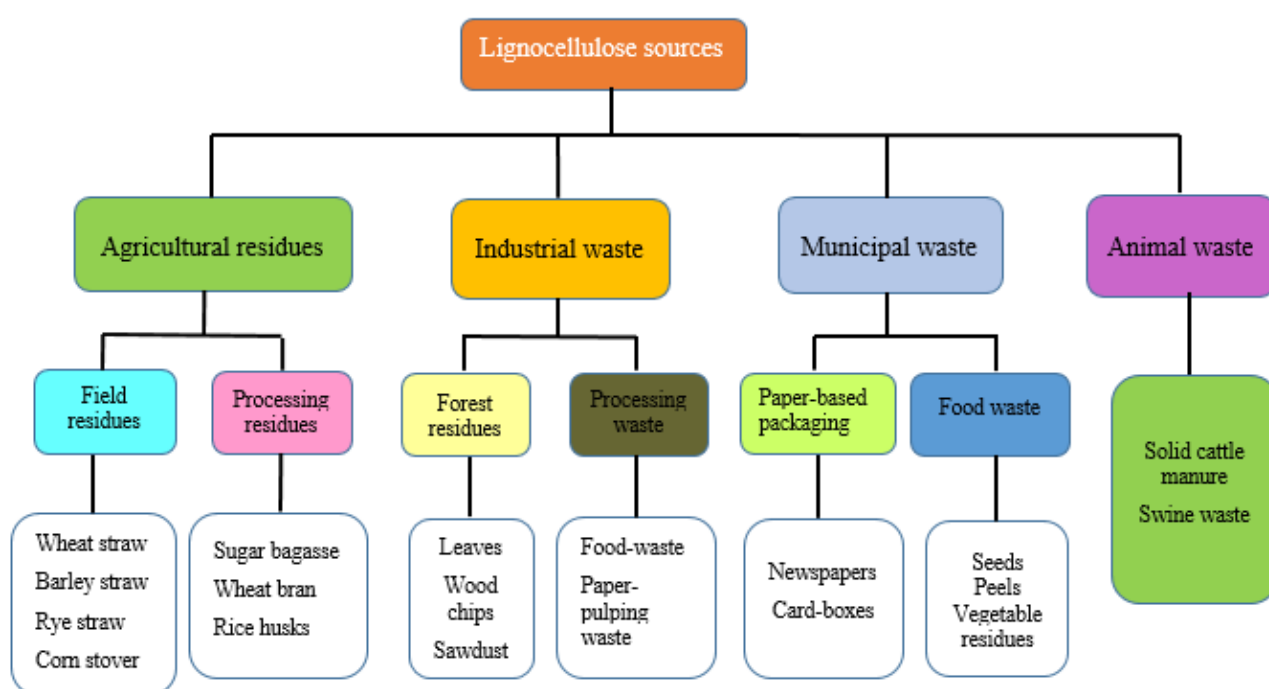 Lignocellulose sources
Agricultural residues
Industrial waste
Municipal waste
Animal waste
Field
residues
Processing
residues
Forest
residues
Processing
waste
Paper-based
packaging
Food waste
Solid cattle
manure
Swine waste
Wheat straw
Barley straw
Rye straw
Corn stover
Sugar bagasse
Wheat bran
Rice husks
Leaves
Wood
chips
Sawdust
Food-waste
Paper-
pulping
waste
Newspapers
Card-boxes
Seeds
Peels
Vegetable
residues